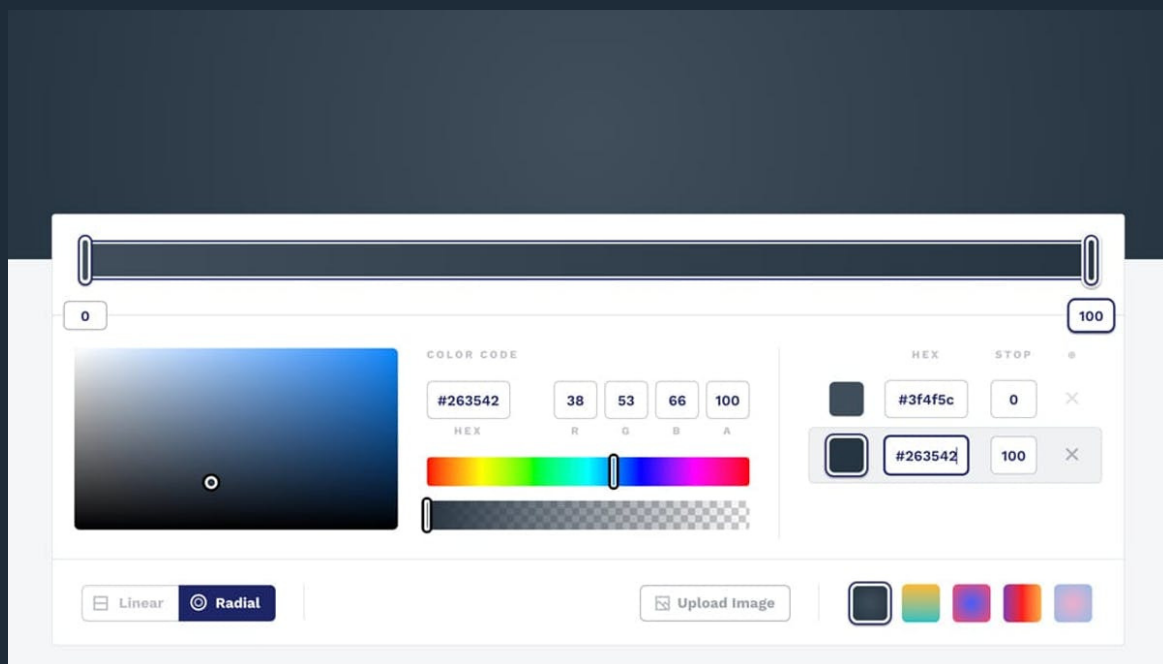 0
100
COLOR CODE
HEX STOP
#263542 38 53 66 100
#3f4f5c 0
HEX R G B A
#263542 100
Linear Radial
Upload Image